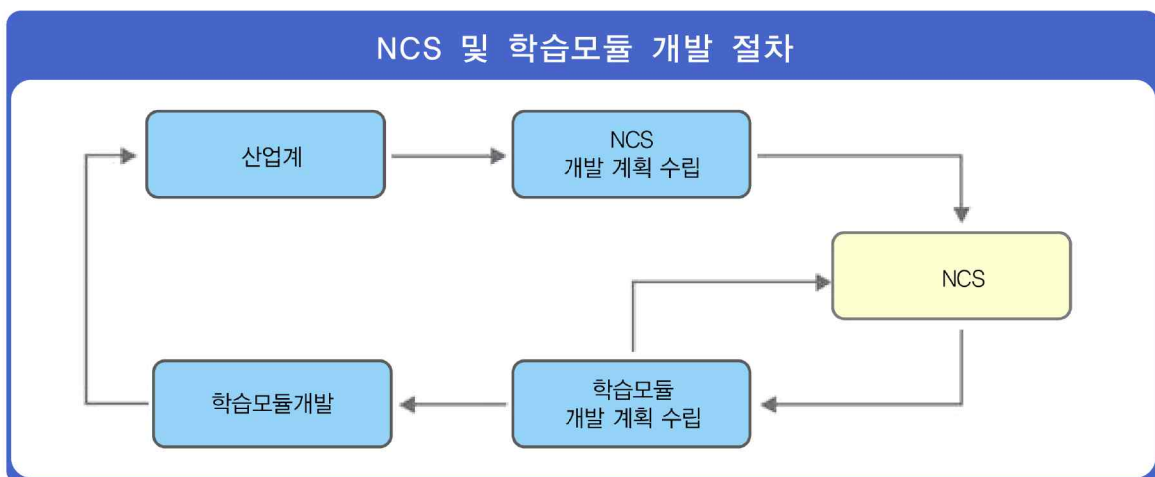 NCS 및 학습모듈 개발 절차
산업계
NCS
개발 계획 수립
NCS
학습모듈개발
학습모듈
개발 계획 수립